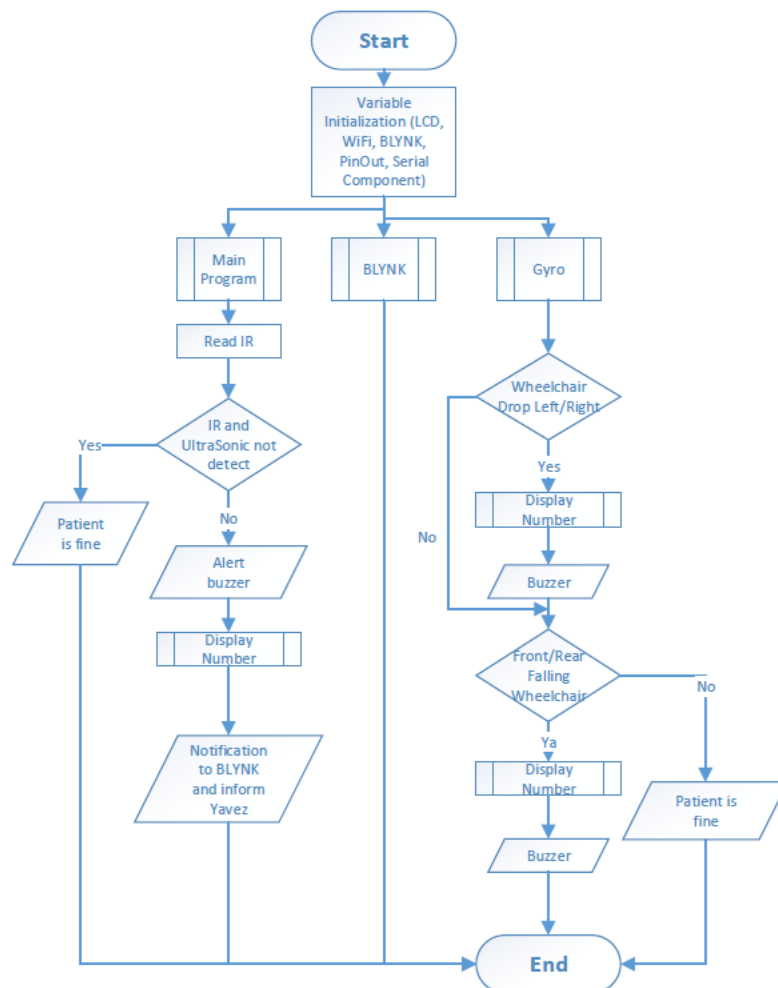 Start
Variable
Initialization (LCD,
WiFi, BLYNK,
PinOut, Serial
Component)
Main
Program
BLYNK
Gyro
Read IR
Wheelchair
Drop Left/Right
IR and
UltraSonic not
detect
Yes
Yes
Patient
is fine
No
Display
Number
No
Alert
buzzer
Buzzer
Display
Number
Front/Rear
Falling
Wheelchair
No
Ya
Notification
to BLYNK
and inform
Yavez
Display
Number
Patient is
fine
Buzzer
End